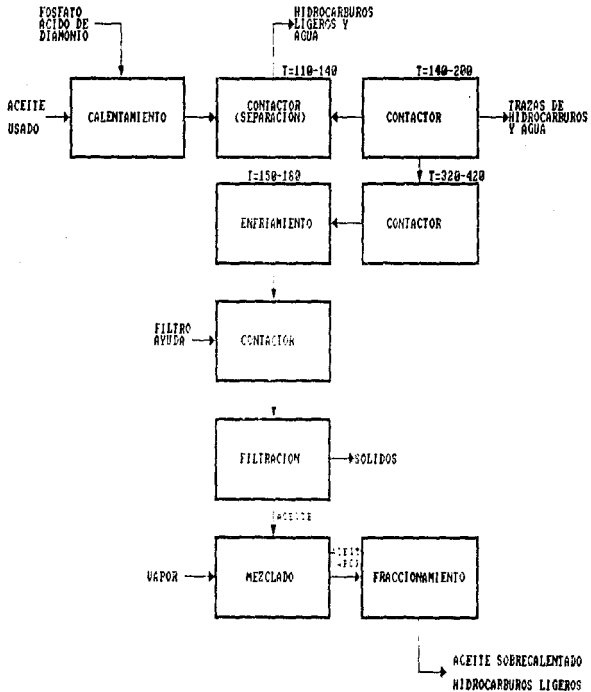 FOSFATO
ACIDO DE
DIAMONIO
HIDROCARBUROS
LIGEROS Y
AGUA
T=110-140
T=140-200
ACEITE
USADO
CALENTAMIENTO
CONTACTOR
(SEPARACION)
CONTACTOR
TRAZAS DE
HIDROCARBUROS
Y AGUA
T=150-180
T=320-420
ENFRIAMIENTO
CONTACTOR
FILTRO
AYUDA
CONTACTOR
FILTRACION
SOLIDOS
ACEITE
VAPOR
MEZCLADO
FRACCIONAMIENTO
ACEITE SOBRECALENTADO
HIDROCARBUROS LIGEROS